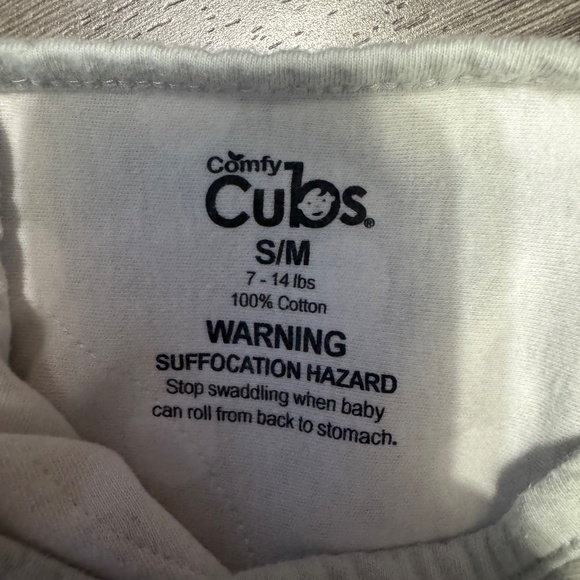 Comfy
Cubs®
S/M
7 - 14 lbs
100% Cotton
WARNING
SUFFOCATION HAZARD
Stop swaddling when baby
can roll from back to stomach.